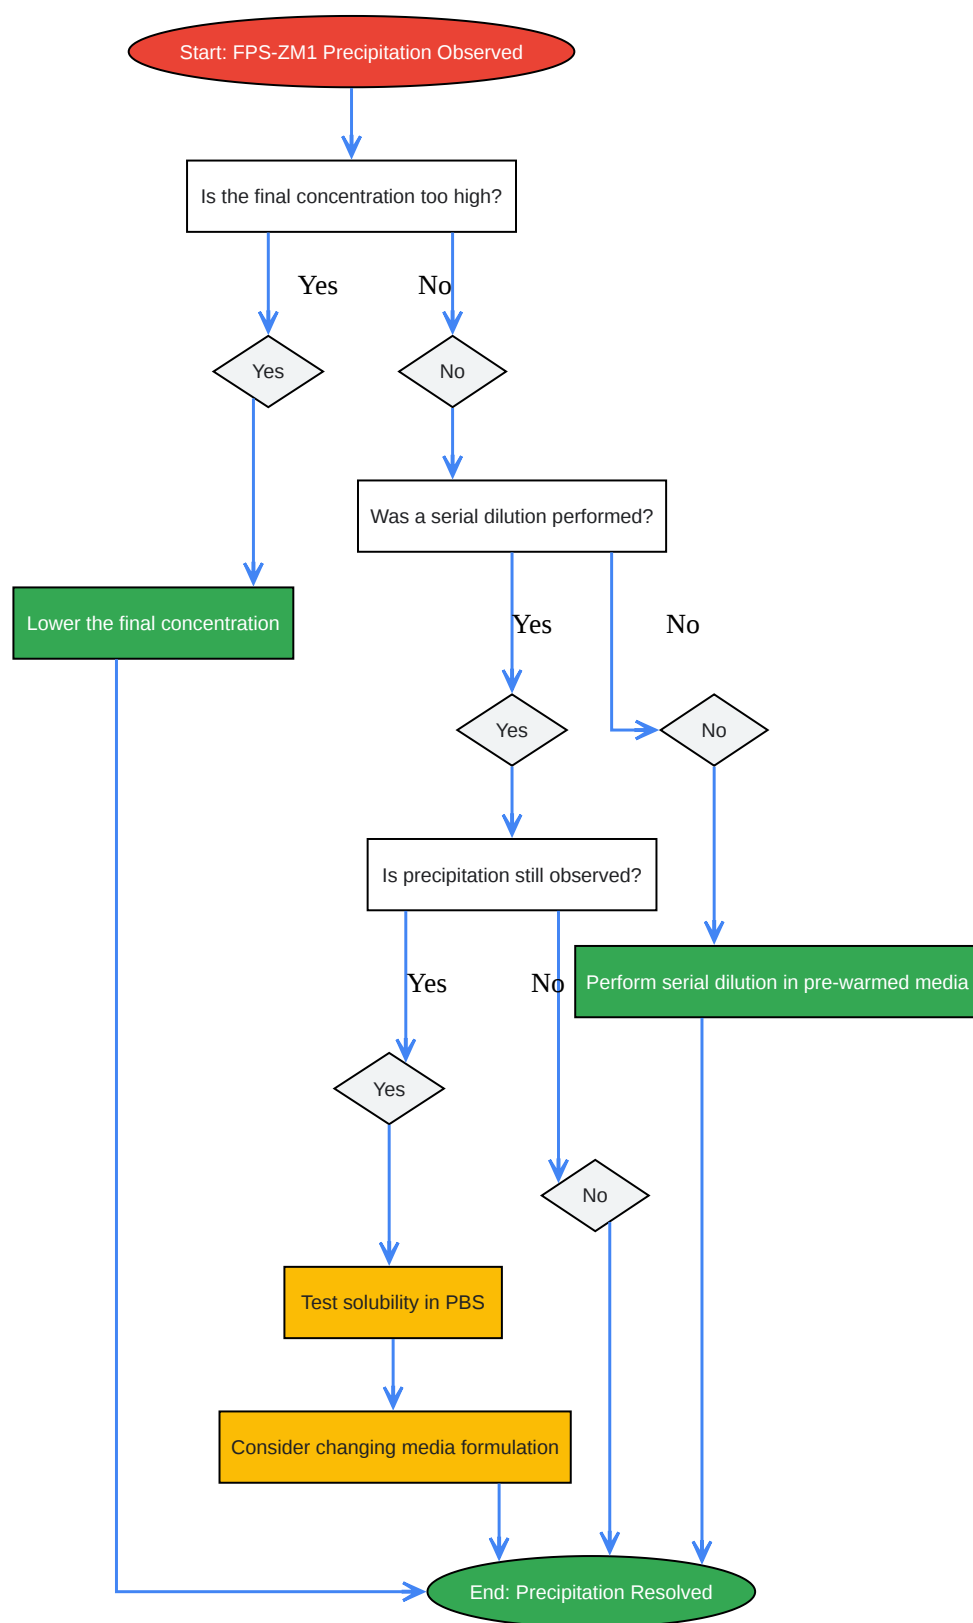 Start: FPS-ZM1 Precipitation Observed
Is the final concentration too high?
Yes
No
Yes
No
Was a serial dilution performed?
Lower the final concentration
Yes
No
Yes
No
Is precipitation still observed?
Yes
No
Perform serial dilution in pre-warmed media
Yes
No
Test solubility in PBS
Consider changing media formulation
End: Precipitation Resolved